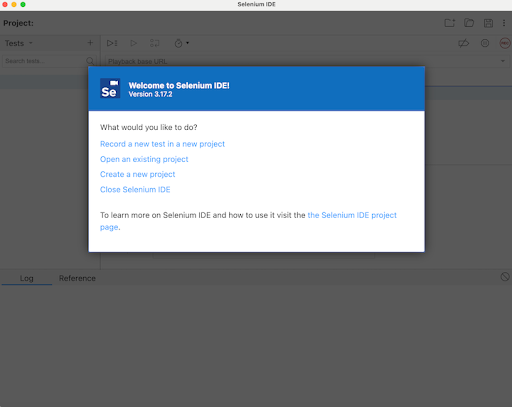 Selenium IDE
Project:
Tests
Search tests...
Playback base URL
REC
Se
Welcome to Selenium IDE!
Version 3.17.2
What would you like to do?
Record a new test in a new project
Open an existing project
Create a new project
Close Selenium IDE
To learn more on Selenium IDE and how to use it visit the the Selenium IDE project
page.
Log
Reference